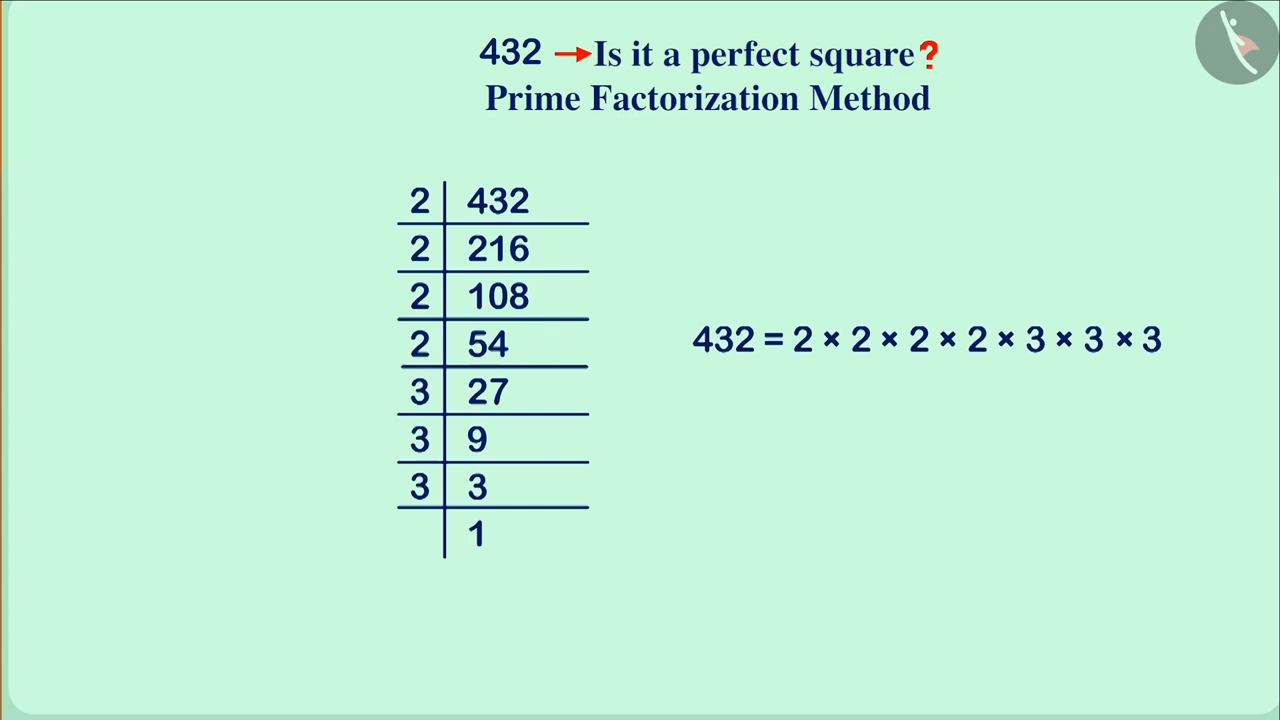 432 →Is it a perfect square?
Prime Factorization Method
2 | 432
2 | 216
2 | 108
2 | 54
3 | 27
3 | 9
3 | 3
| 1
432 = 2 × 2 × 2 × 2 × 3 × 3 × 3